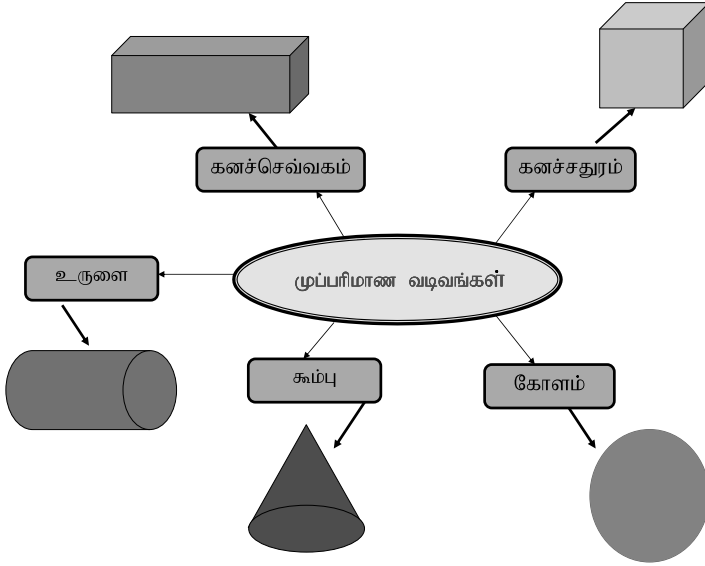 கனச்செவ்வகம்
கனச்சதுரம்
உருளை
முப்பரிமாண வடிவங்கள்
கூம்பு
கோளம்